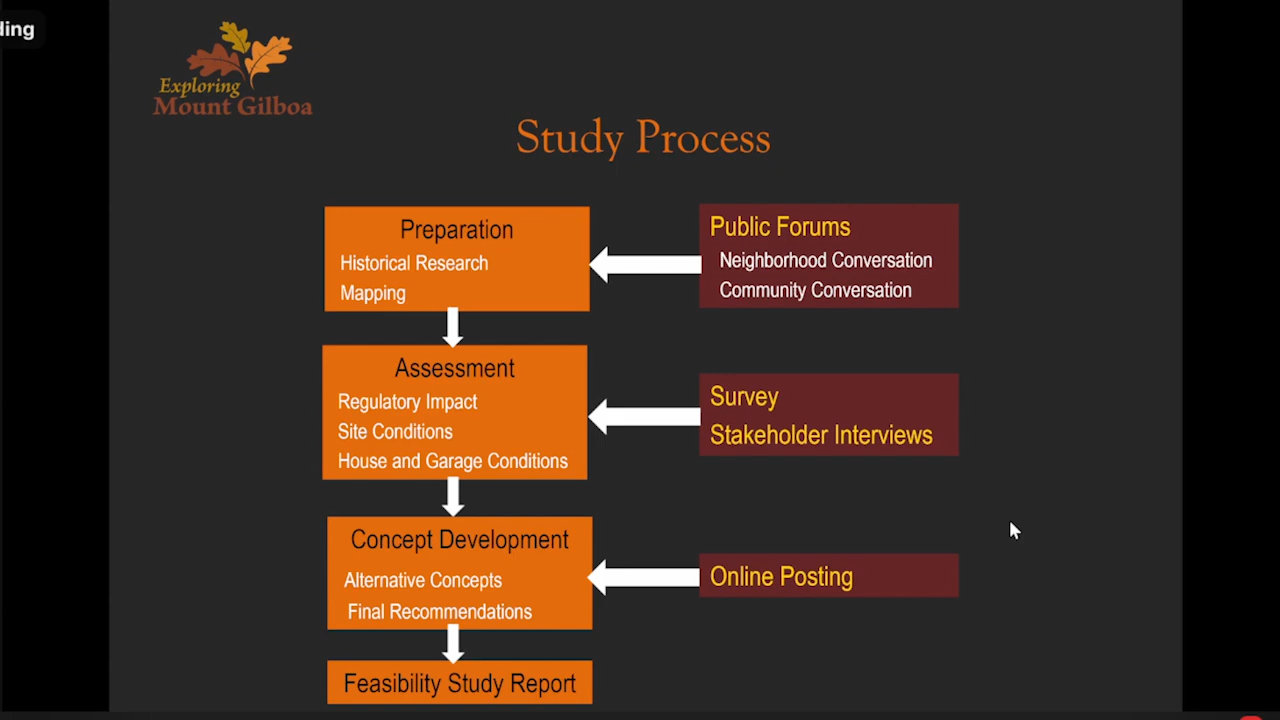 Exploring
Mount Gilboa
Study Process
Preparation
Historical Research
Mapping
Public Forums
Neighborhood Conversation
Community Conversation
Assessment
Regulatory Impact
Site Conditions
House and Garage Conditions
Survey
Stakeholder Interviews
Concept Development
Alternative Concepts
Final Recommendations
Online Posting
Feasibility Study Report